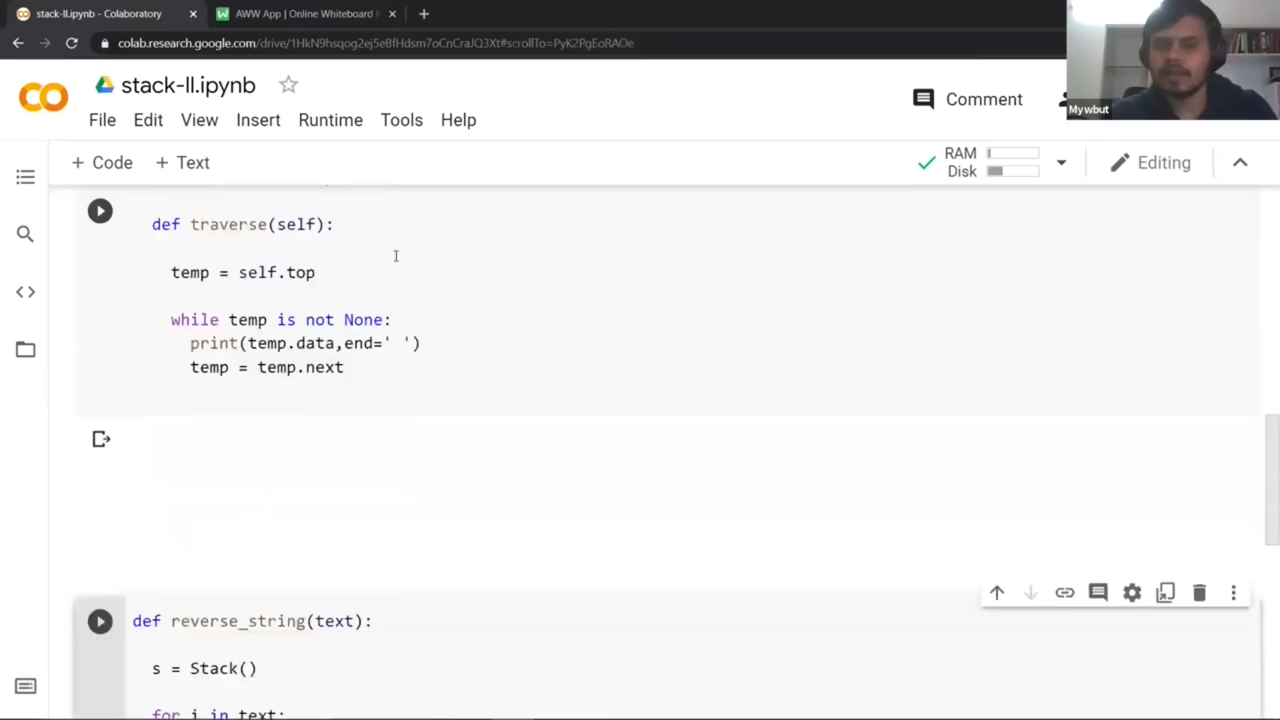 stack-ll.ipynb - Colaboratory
AWW App | Online Whiteboard
colab.research.google.com/drive/1HkN9hsqog2ej5eBfHdsm7oCnCraJQ3Xt#scrollTo=PyK2PgEoRAOe
stack-ll.ipynb
Comment
Mywbut
File Edit View Insert Runtime Tools Help
+ Code + Text
RAM
Disk
Editing
def traverse(self):
temp = self.top
while temp is not None:
print(temp.data,end=' ')
temp = temp.next
def reverse_string(text):
s = Stack()
for i in text: